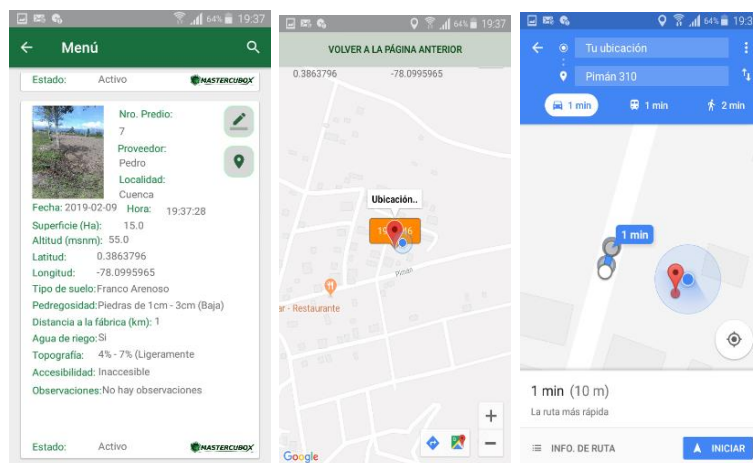 64% 19:37
← Menú
Estado: Activo MASTERCUBOX
Nro. Predio:
7
Proveedor:
Pedro
Localidad:
Cuenca
Fecha: 2019-02-09 Hora: 19:37:28
Superficie (Ha): 15.0
Altitud (msnm): 55.0
Latitud: 0.3863796
Longitud: -78.0995965
Tipo de suelo: Franco Arenoso
Pedregosidad: Piedras de 1cm - 3cm (Baja)
Distancia a la fábrica (km): 1
Agua de riego: Si
Topografía: 4% - 7% (Ligeramente
Accesibilidad: Inaccesible
Observaciones: No hay observaciones
Estado: Activo MASTERCUBOX
64% 19:37
VOLVER A LA PÁGINA ANTERIOR
0.3863796 -78.0995965
Ubicación..
Pimán
ar - Restaurante
+
−
Google
64% 19:3
Tu ubicación
Pimán 310
1 min 1 min 2 min
1 min
1 min (10 m)
La ruta más rápida
INFO. DE RUTA INICIAR